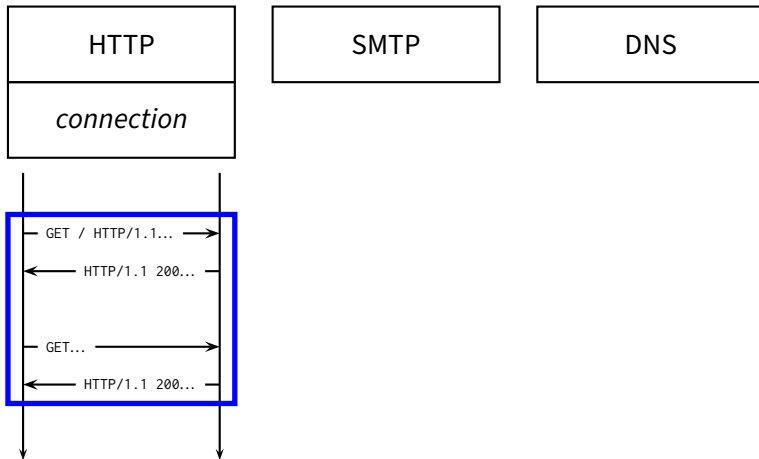 HTTP
SMTP
DNS
connection
GET / HTTP/1.1...
HTTP/1.1 200...
GET...
HTTP/1.1 200...